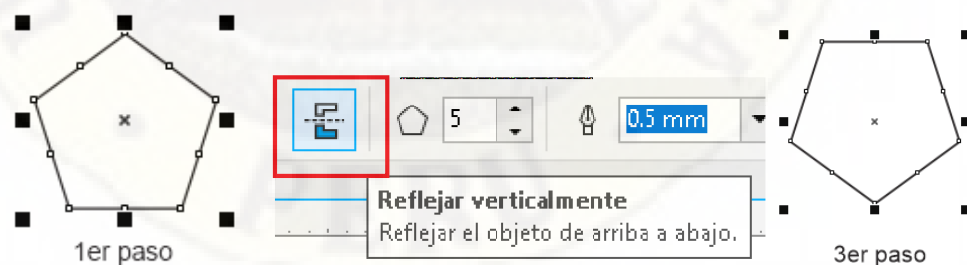 5
0.5 mm
Reflejar verticalmente
Reflejar el objeto de arriba a abajo.
1er paso
3er paso